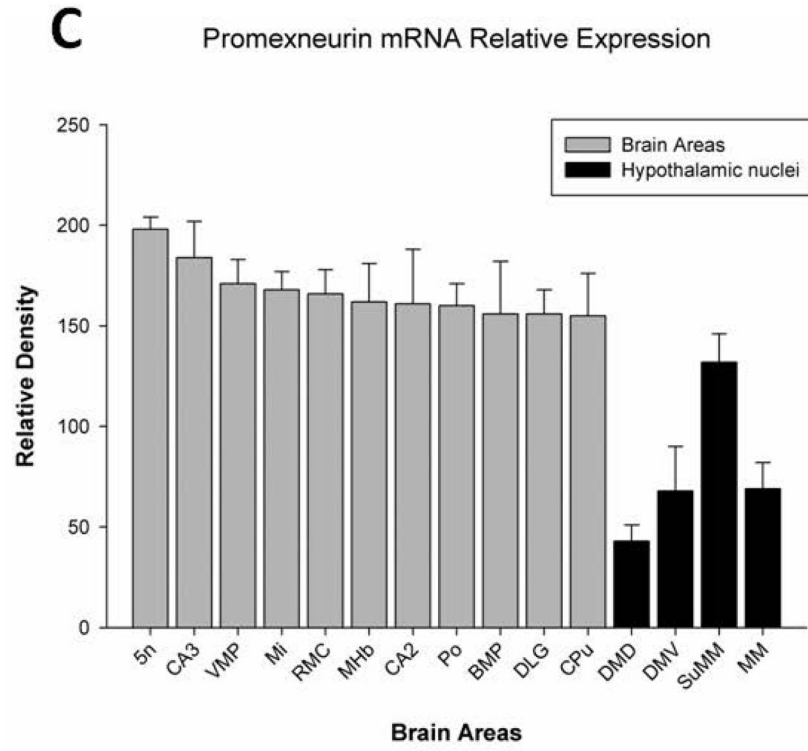 C
Promexneurin mRNA Relative Expression
250
200
150
100
50
0
Relative Density
Brain Areas
Hypothalamic nuclei
5n
CA3
VMP
Mi
RMC
MHb
CA2
Po
BMP
DLG
CPu
DMD
DMV
SuMM
MM
Brain Areas